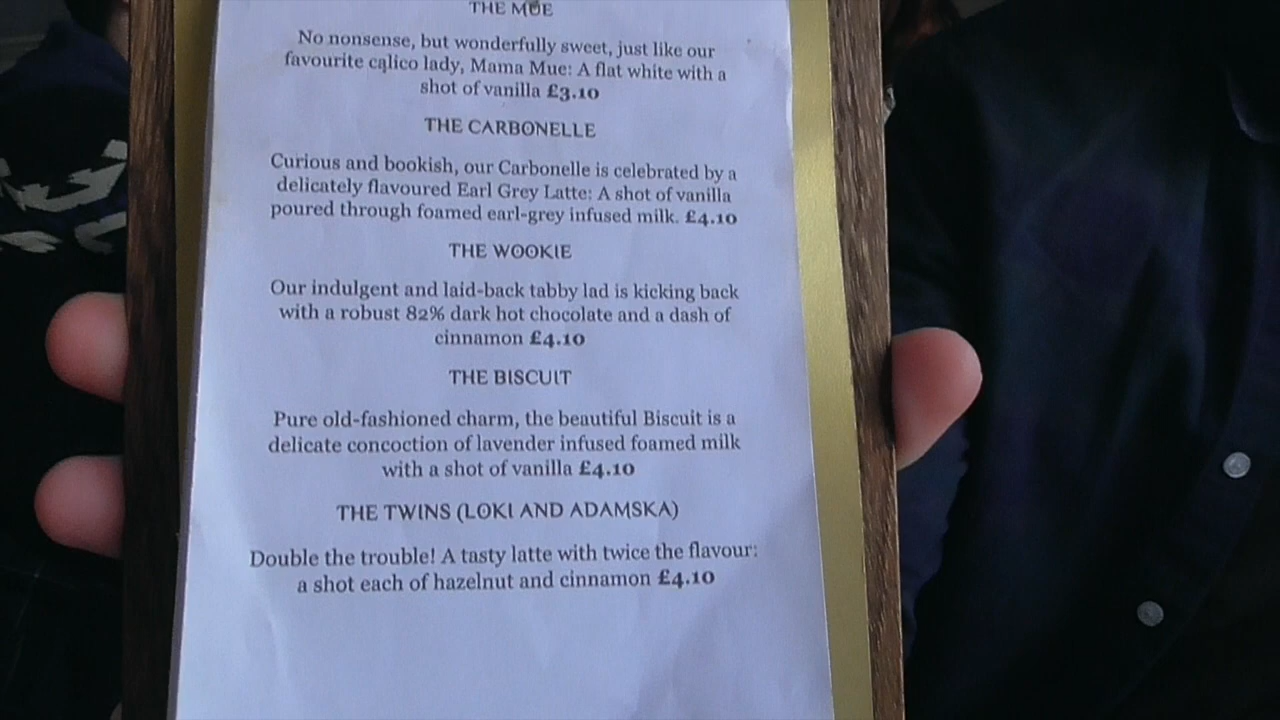 THE MUE
No nonsense, but wonderfully sweet, just like our
favourite calico lady, Mama Mue: A flat white with a
shot of vanilla £3.10
THE CARBONELLE
Curious and bookish, our Carbonelle is celebrated by a
delicately flavoured Earl Grey Latte: A shot of vanilla
poured through foamed earl-grey infused milk. £4.10
THE WOOKIE
Our indulgent and laid-back tabby lad is kicking back
with a robust 82% dark hot chocolate and a dash of
cinnamon £4.10
THE BISCUIT
Pure old-fashioned charm, the beautiful Biscuit is a
delicate concoction of lavender infused foamed milk
with a shot of vanilla £4.10
THE TWINS (LOKI AND ADAMSKA)
Double the trouble! A tasty latte with twice the flavour:
a shot each of hazelnut and cinnamon £4.10